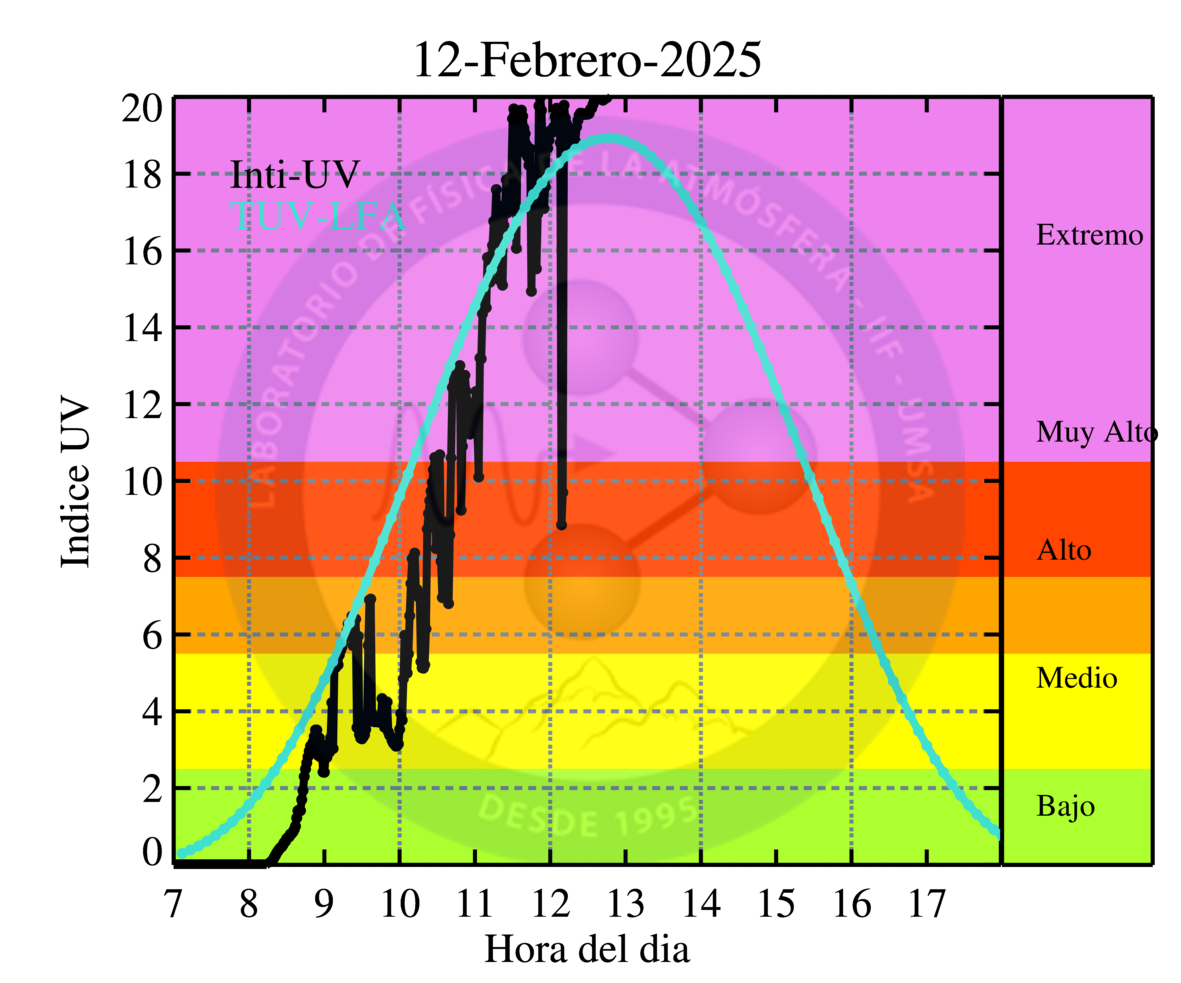 12-Febrero-2025
Inti-UV
TUV-LFA
LABORATORIO DE FÍSICA DE LA ATMÓSFERA - IIF - UMSA
DESDE 1995
Indice UV
20
18
16
14
12
10
8
6
4
2
0
Extremo
Muy Alto
Alto
Medio
Bajo
7 8 9 10 11 12 13 14 15 16 17
Hora del dia